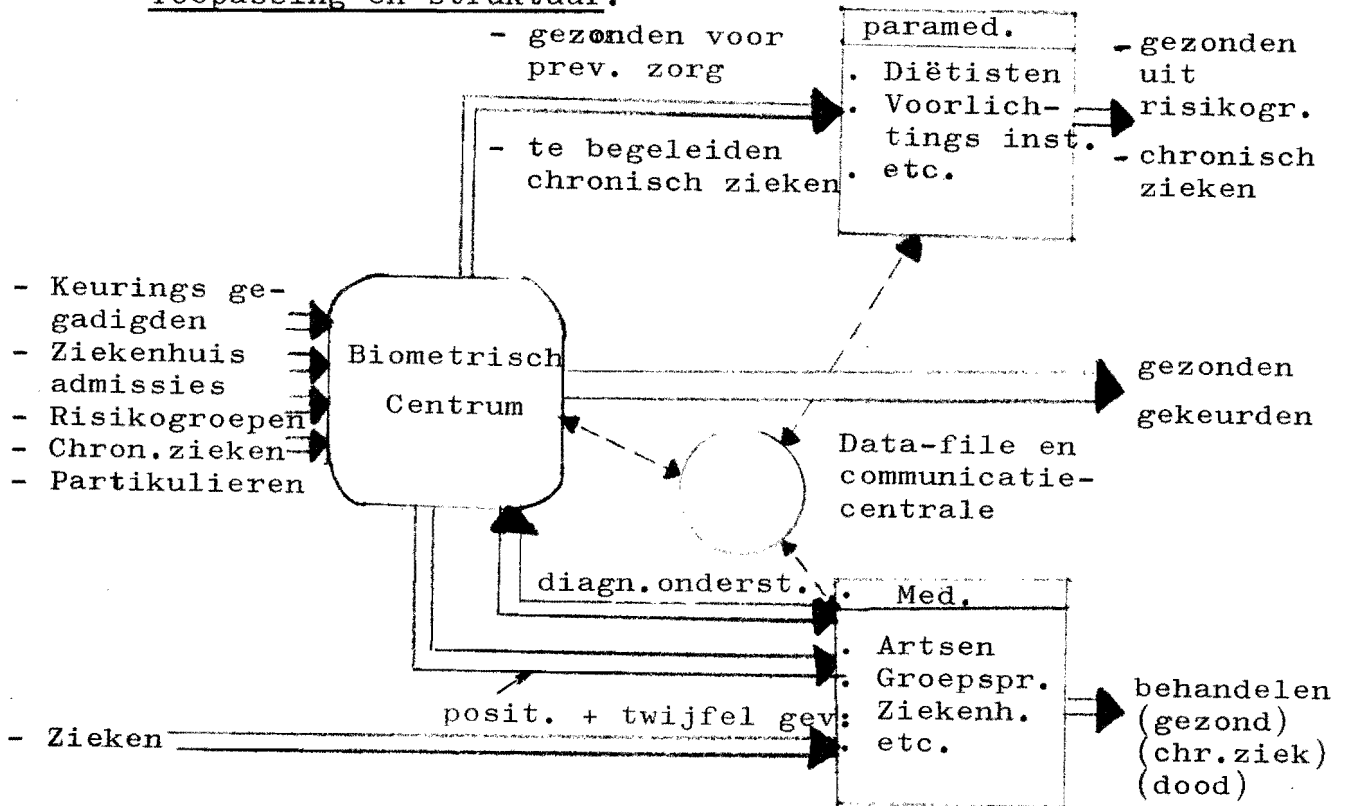 Toepassing en struktuur.
- gezonden voor
prev. zorg
- te begeleiden
chronisch zieken
paramed.
. Diëtisten
. Voorlich-
tings inst.
. etc.
- gezonden
uit
risikogr.
- chronisch
zieken
- Keurings ge-
gadigden
- Ziekenhuis
admissies
- Risikogroepen
- Chron.zieken
- Partikulieren
Biometrisch
Centrum
gezonden
gekeurden
Data-file en
communicatie-
centrale
diagn.onderst.
posit. + twijfel gev.
- Zieken
. Med.
. Artsen
. Groepspr.
. Ziekenh.
. etc.
behandelen
(gezond)
(chr.ziek)
(dood)